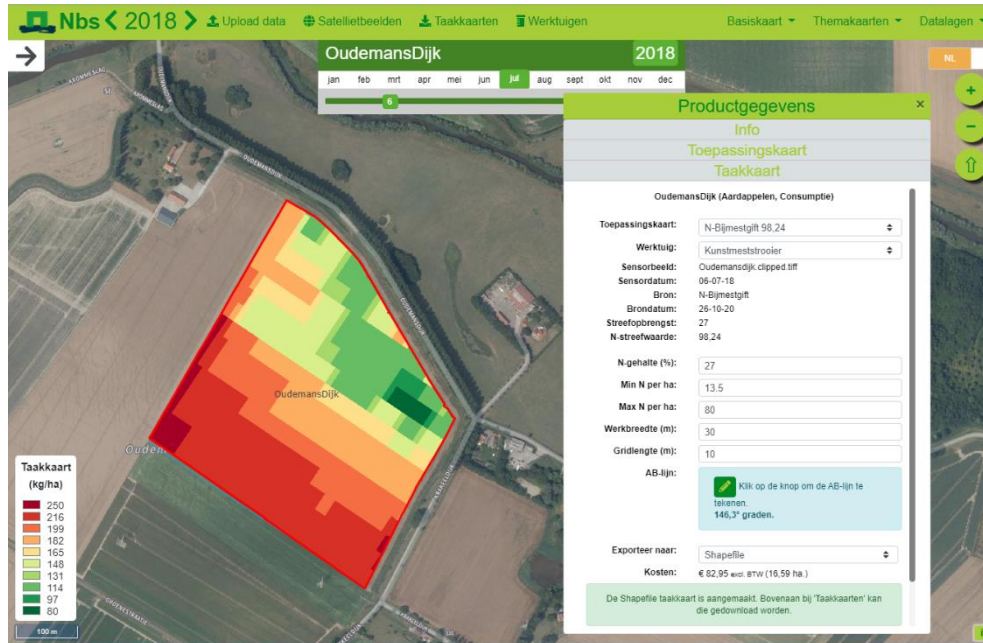 Nbs 2018 Upload data Satellietbeelden Taakkaarten Werktuigen Basiskaart Themakaarten Datalagen
OudemansDijk 2018
jan feb mrt apr mei jun jul aug sept okt nov dec
6
NL
+
−
Productgegevens ×
Info
Toepassingskaart
Taakkaart
OudemansDijk (Aardappelen, Consumptie)
Toepassingskaart: N-Bijmestgift 98,24
Werktuig: Kunstmeststrooier
Sensorbeeld: Oudemansdijk.clipped.tiff
Sensordatum: 06-07-18
Bron: N-Bijmestgift
Brondatum: 26-10-20
Streefopbrengst: 27
N-streefwaarde: 98,24
N-gehalte (%): 27
Min N per ha: 13.5
Max N per ha: 80
Werkbreedte (m): 30
Gridlengte (m): 10
AB-lijn: Klik op de knop om de AB-lijn te
tekenen.
146,3° graden.
Exporteer naar: Shapefile
Kosten: € 82,95 excl. BTW (16,59 ha.)
De Shapefile taakkaart is aangemaakt. Bovenaan bij 'Taakkaarten' kan
die gedownload worden.
OUDEMANSDIJK
OUDEMANSDIJK
OudemansDijk
Oudem
Taakkaart
(kg/ha)
250
216
199
182
165
148
131
114
97
80
100 m